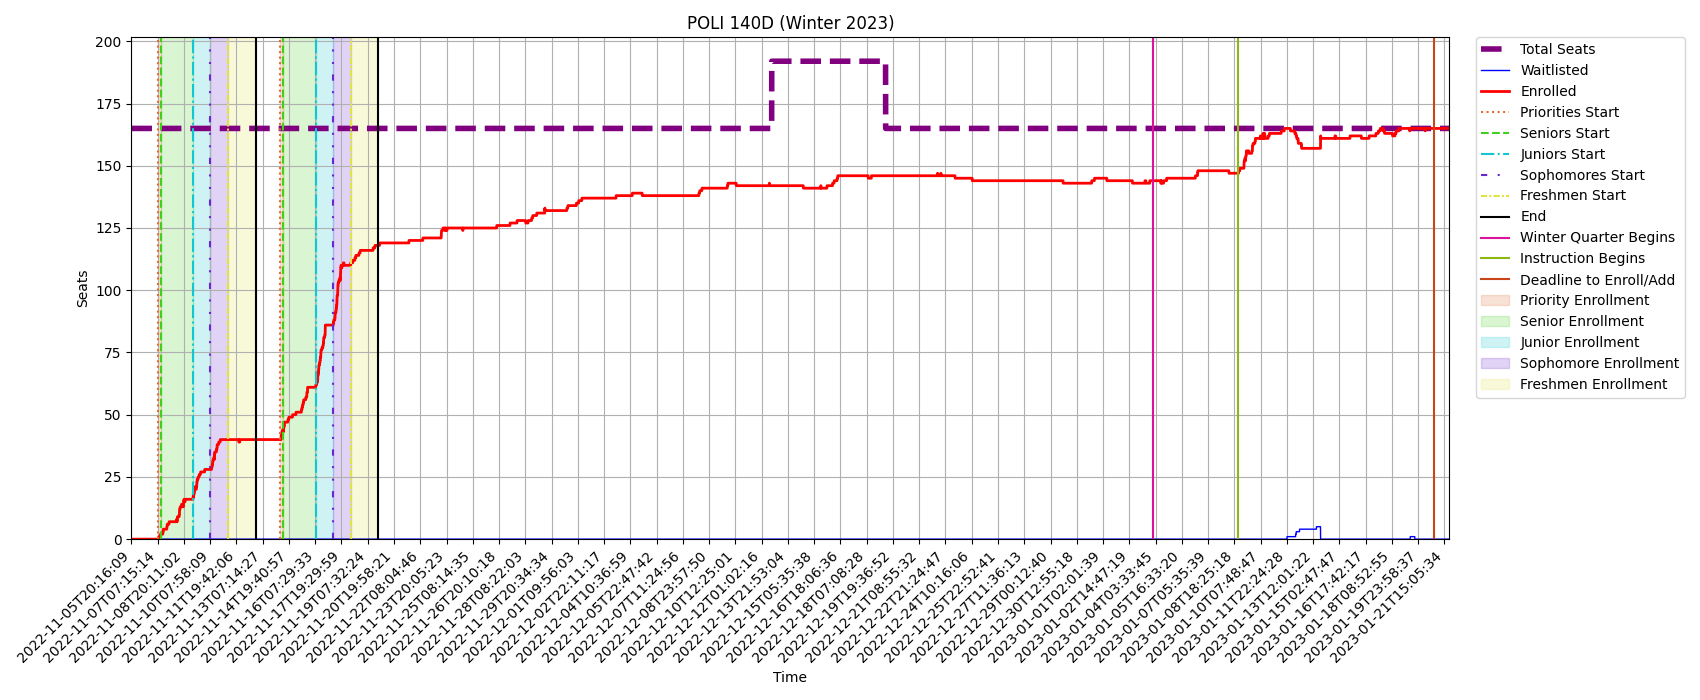 POLI 140D (Winter 2023)
200
175
150
125
100
75
50
25
0
Seats
2022-11-05T20:16:09
2022-11-07T07:15:14
2022-11-08T20:11:02
2022-11-10T07:58:09
2022-11-11T19:42:06
2022-11-13T07:14:27
2022-11-14T19:40:57
2022-11-16T07:29:33
2022-11-17T19:29:59
2022-11-19T07:32:24
2022-11-20T19:58:21
2022-11-22T08:04:46
2022-11-23T20:05:23
2022-11-25T08:14:35
2022-11-26T20:10:18
2022-11-28T08:22:03
2022-11-29T20:34:34
2022-12-01T09:56:03
2022-12-02T22:11:17
2022-12-04T10:36:59
2022-12-05T22:47:42
2022-12-07T11:24:56
2022-12-08T23:57:50
2022-12-10T12:25:01
2022-12-12T01:02:16
2022-12-13T21:53:04
2022-12-15T05:35:38
2022-12-16T18:06:36
2022-12-18T07:08:28
2022-12-19T19:36:52
2022-12-21T08:55:32
2022-12-22T21:24:47
2022-12-24T10:16:06
2022-12-25T22:52:41
2022-12-27T11:36:13
2022-12-29T00:12:40
2022-12-30T12:55:18
2023-01-01T02:01:39
2023-01-02T14:47:19
2023-01-04T03:33:45
2023-01-05T16:33:20
2023-01-07T05:35:39
2023-01-08T18:25:18
2023-01-10T07:48:47
2023-01-11T22:24:28
2023-01-13T12:01:22
2023-01-15T02:47:47
2023-01-16T17:42:17
2023-01-18T08:52:55
2023-01-19T23:58:37
2023-01-21T15:05:34
Time
Total Seats
Waitlisted
Enrolled
Priorities Start
Seniors Start
Juniors Start
Sophomores Start
Freshmen Start
End
Winter Quarter Begins
Instruction Begins
Deadline to Enroll/Add
Priority Enrollment
Senior Enrollment
Junior Enrollment
Sophomore Enrollment
Freshmen Enrollment